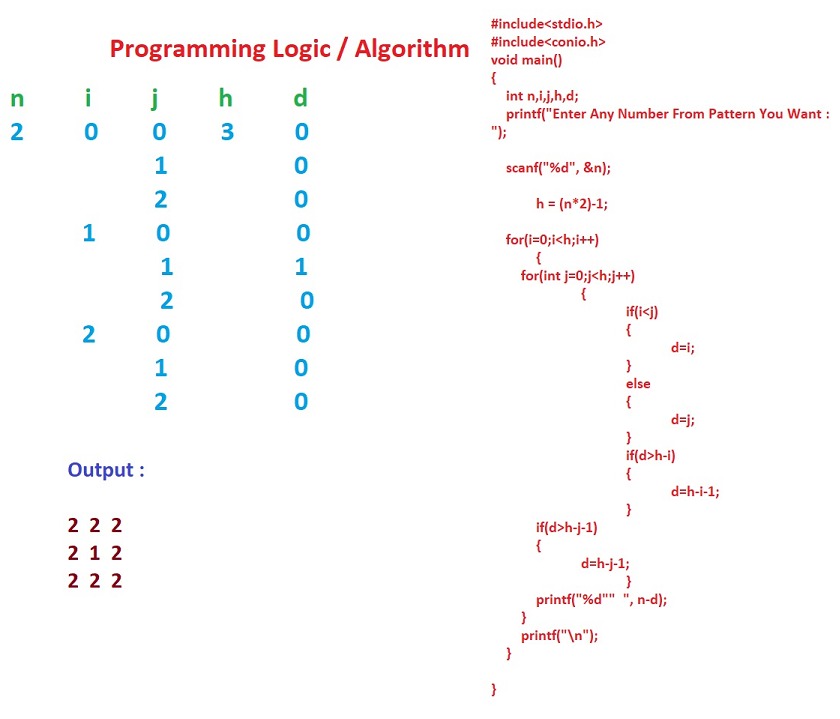 Programming Logic / Algorithm
n i j h d
2 0 0 3 0
1 0
2 0
1 0 0
1 1
2 0
2 0 0
1 0
2 0
Output :
2 2 2
2 1 2
2 2 2
#include<stdio.h>
#include<conio.h>
void main()
{
int n,i,j,h,d;
printf("Enter Any Number From Pattern You Want :
");
scanf("%d", &n);
h = (n*2)-1;
for(i=0;i<h;i++)
{
for(int j=0;j<h;j++)
{
if(i<j)
{
d=i;
}
else
{
d=j;
}
if(d>h-i)
{
d=h-i-1;
}
if(d>h-j-1)
{
d=h-j-1;
}
printf("%d"" ", n-d);
}
printf("\n");
}
}